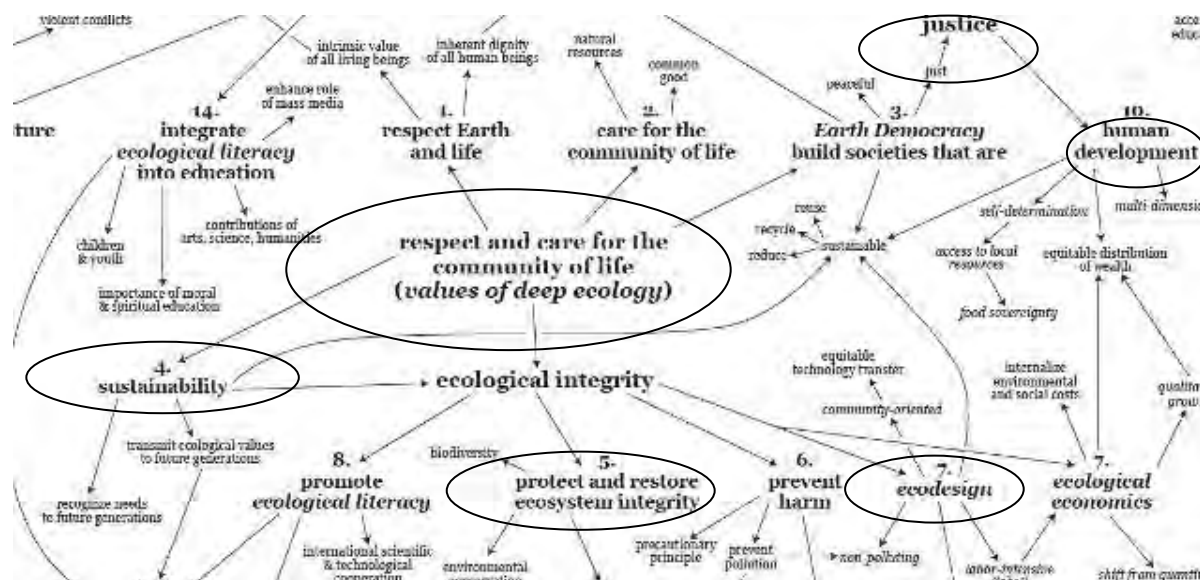 violent conflicts
intrinsic value
of all living beings
inherent dignity
of all human beings
natural
resources
common
good
justice
just
peaceful
enhance role
of mass media
14.
integrate
ecological literacy
into education
1.
respect Earth
and life
2.
care for the
community of life
3.
Earth Democracy
build societies that are
10.
human
development
ture
children
& youth
contributions of
arts, science, humanities
importance of moral
& spiritual education
respect and care for the
community of life
(values of deep ecology)
reuse
recycle
reduce
sustainable
self-determination
access to local
resources
equitable distribution
of wealth
food sovereignty
4.
sustainability
ecological integrity
equitable
technology transfer
community-oriented
internalize
environmental
and social costs
transmit ecological values
to future generations
recognize needs
to future generations
biodiversity
8.
promote
ecological literacy
5.
protect and restore
ecosystem integrity
6.
prevent
harm
7.
ecodesign
7.
ecological
economics
international scientific
& technological
cooperation
environmental
precautionary
principle
prevent
pollution
non polluting
labor-intensive